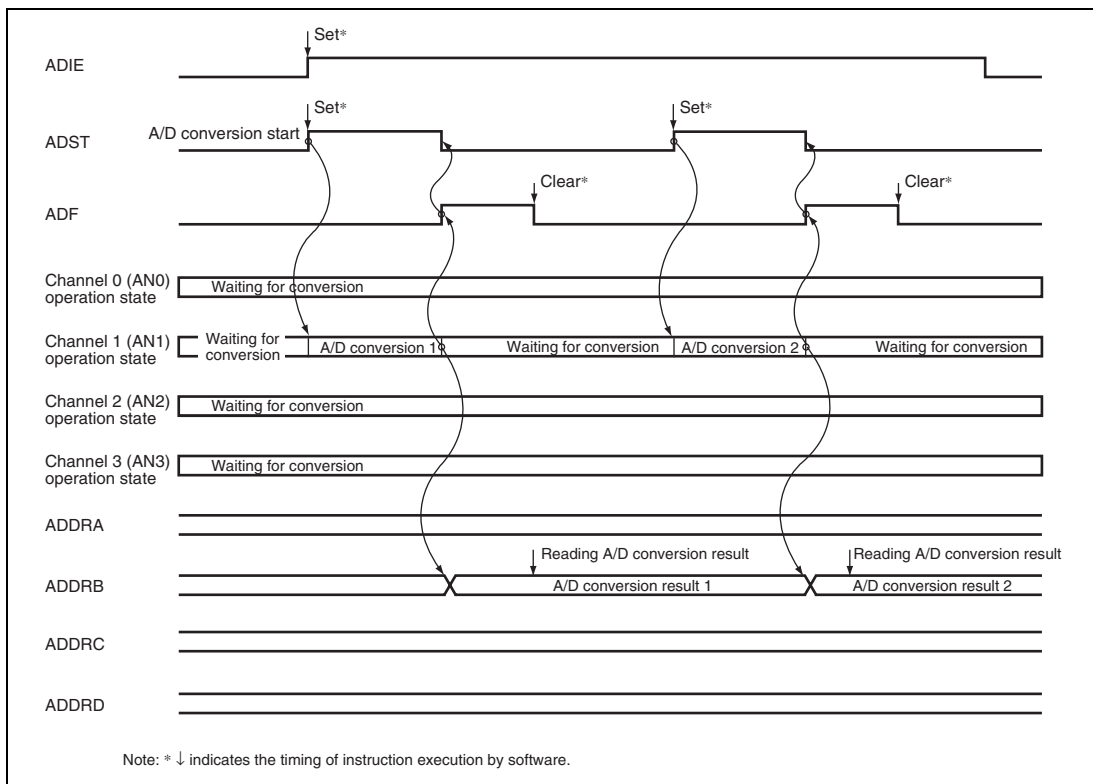 Set*
ADIE
Set*
Set*
A/D conversion start
ADST
Clear*
Clear*
ADF
Channel 0 (AN0)
operation state
Waiting for conversion
Channel 1 (AN1)
operation state
Waiting for
conversion
A/D conversion 1
Waiting for conversion
A/D conversion 2
Waiting for conversion
Channel 2 (AN2)
operation state
Waiting for conversion
Channel 3 (AN3)
operation state
Waiting for conversion
ADDRA
Reading A/D conversion result
Reading A/D conversion result
ADDRB
A/D conversion result 1
A/D conversion result 2
ADDRC
ADDRD
Note: * ↓ indicates the timing of instruction execution by software.